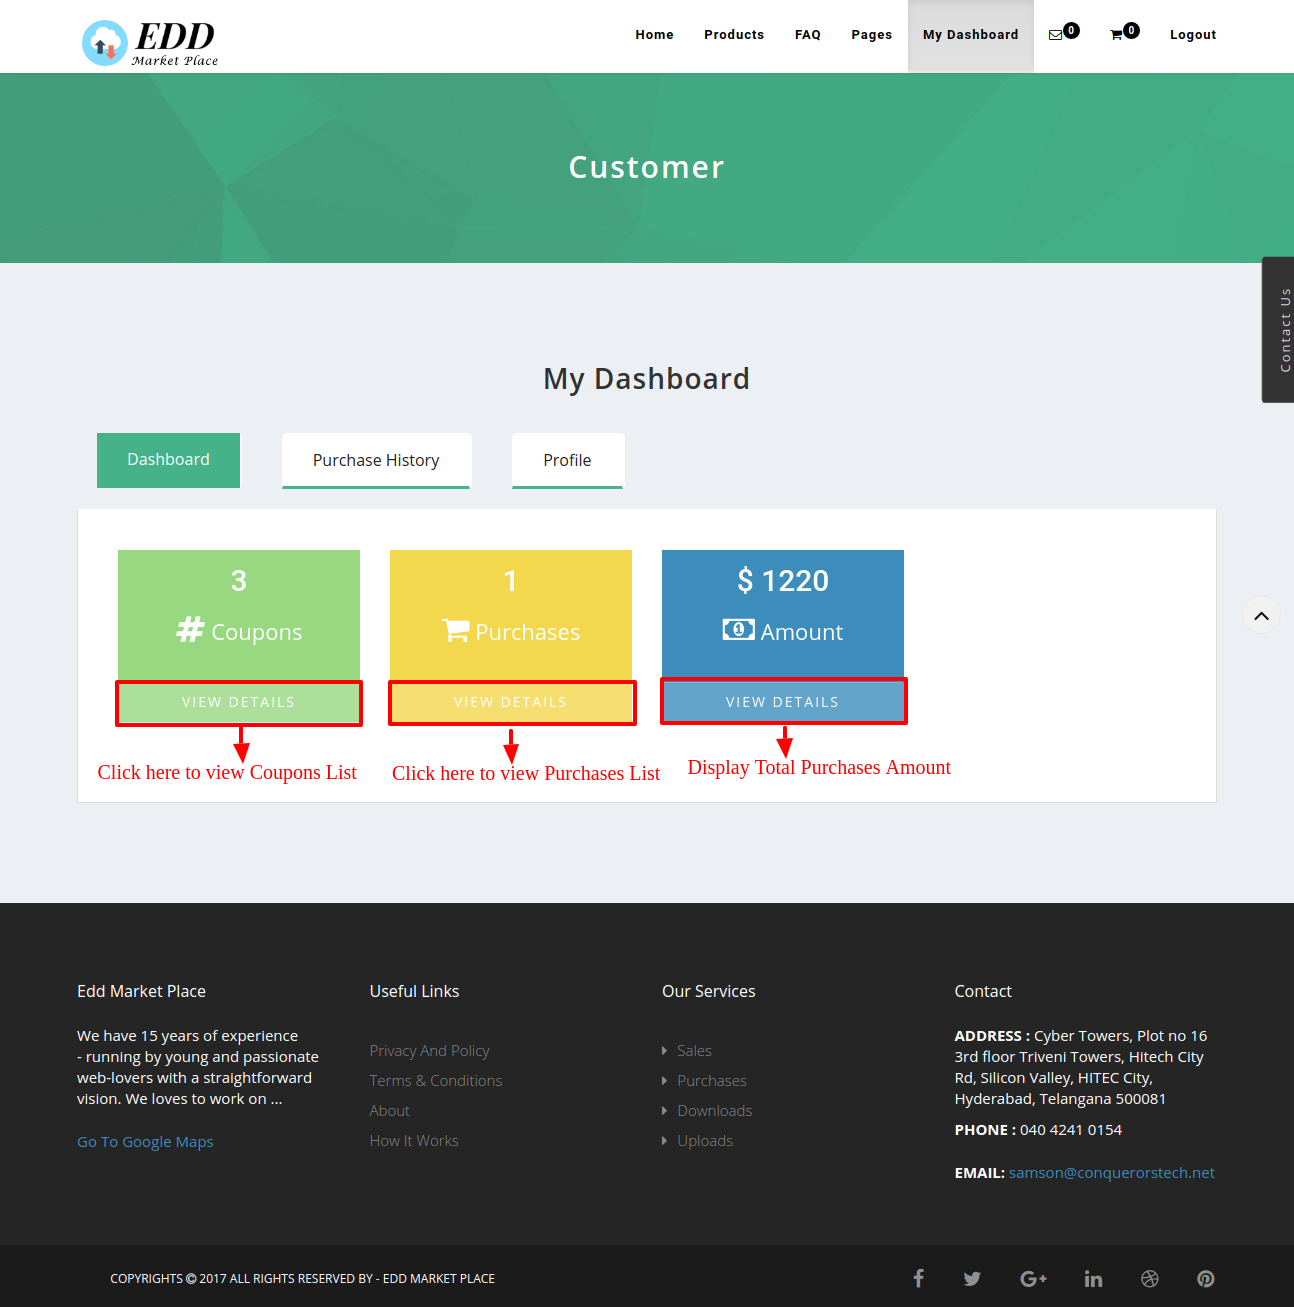 EDD
Market Place
Home Products FAQ Pages My Dashboard 0 0 Logout
Customer
Contact Us
My Dashboard
Dashboard Purchase History Profile
3
# Coupons
VIEW DETAILS
Click here to view Coupons List
1
Purchases
VIEW DETAILS
Click here to view Purchases List
$ 1220
1 Amount
VIEW DETAILS
Display Total Purchases Amount
Edd Market Place
We have 15 years of experience
- running by young and passionate
web-lovers with a straightforward
vision. We loves to work on ...
Go To Google Maps
Useful Links
Privacy And Policy
Terms & Conditions
About
How It Works
Our Services
Sales
Purchases
Downloads
Uploads
Contact
ADDRESS : Cyber Towers, Plot no 16
3rd floor Triveni Towers, Hitech City
Rd, Silicon Valley, HITEC City,
Hyderabad, Telangana 500081
PHONE : 040 4241 0154
EMAIL: samson@conquerorstech.net
COPYRIGHTS © 2017 ALL RIGHTS RESERVED BY - EDD MARKET PLACE